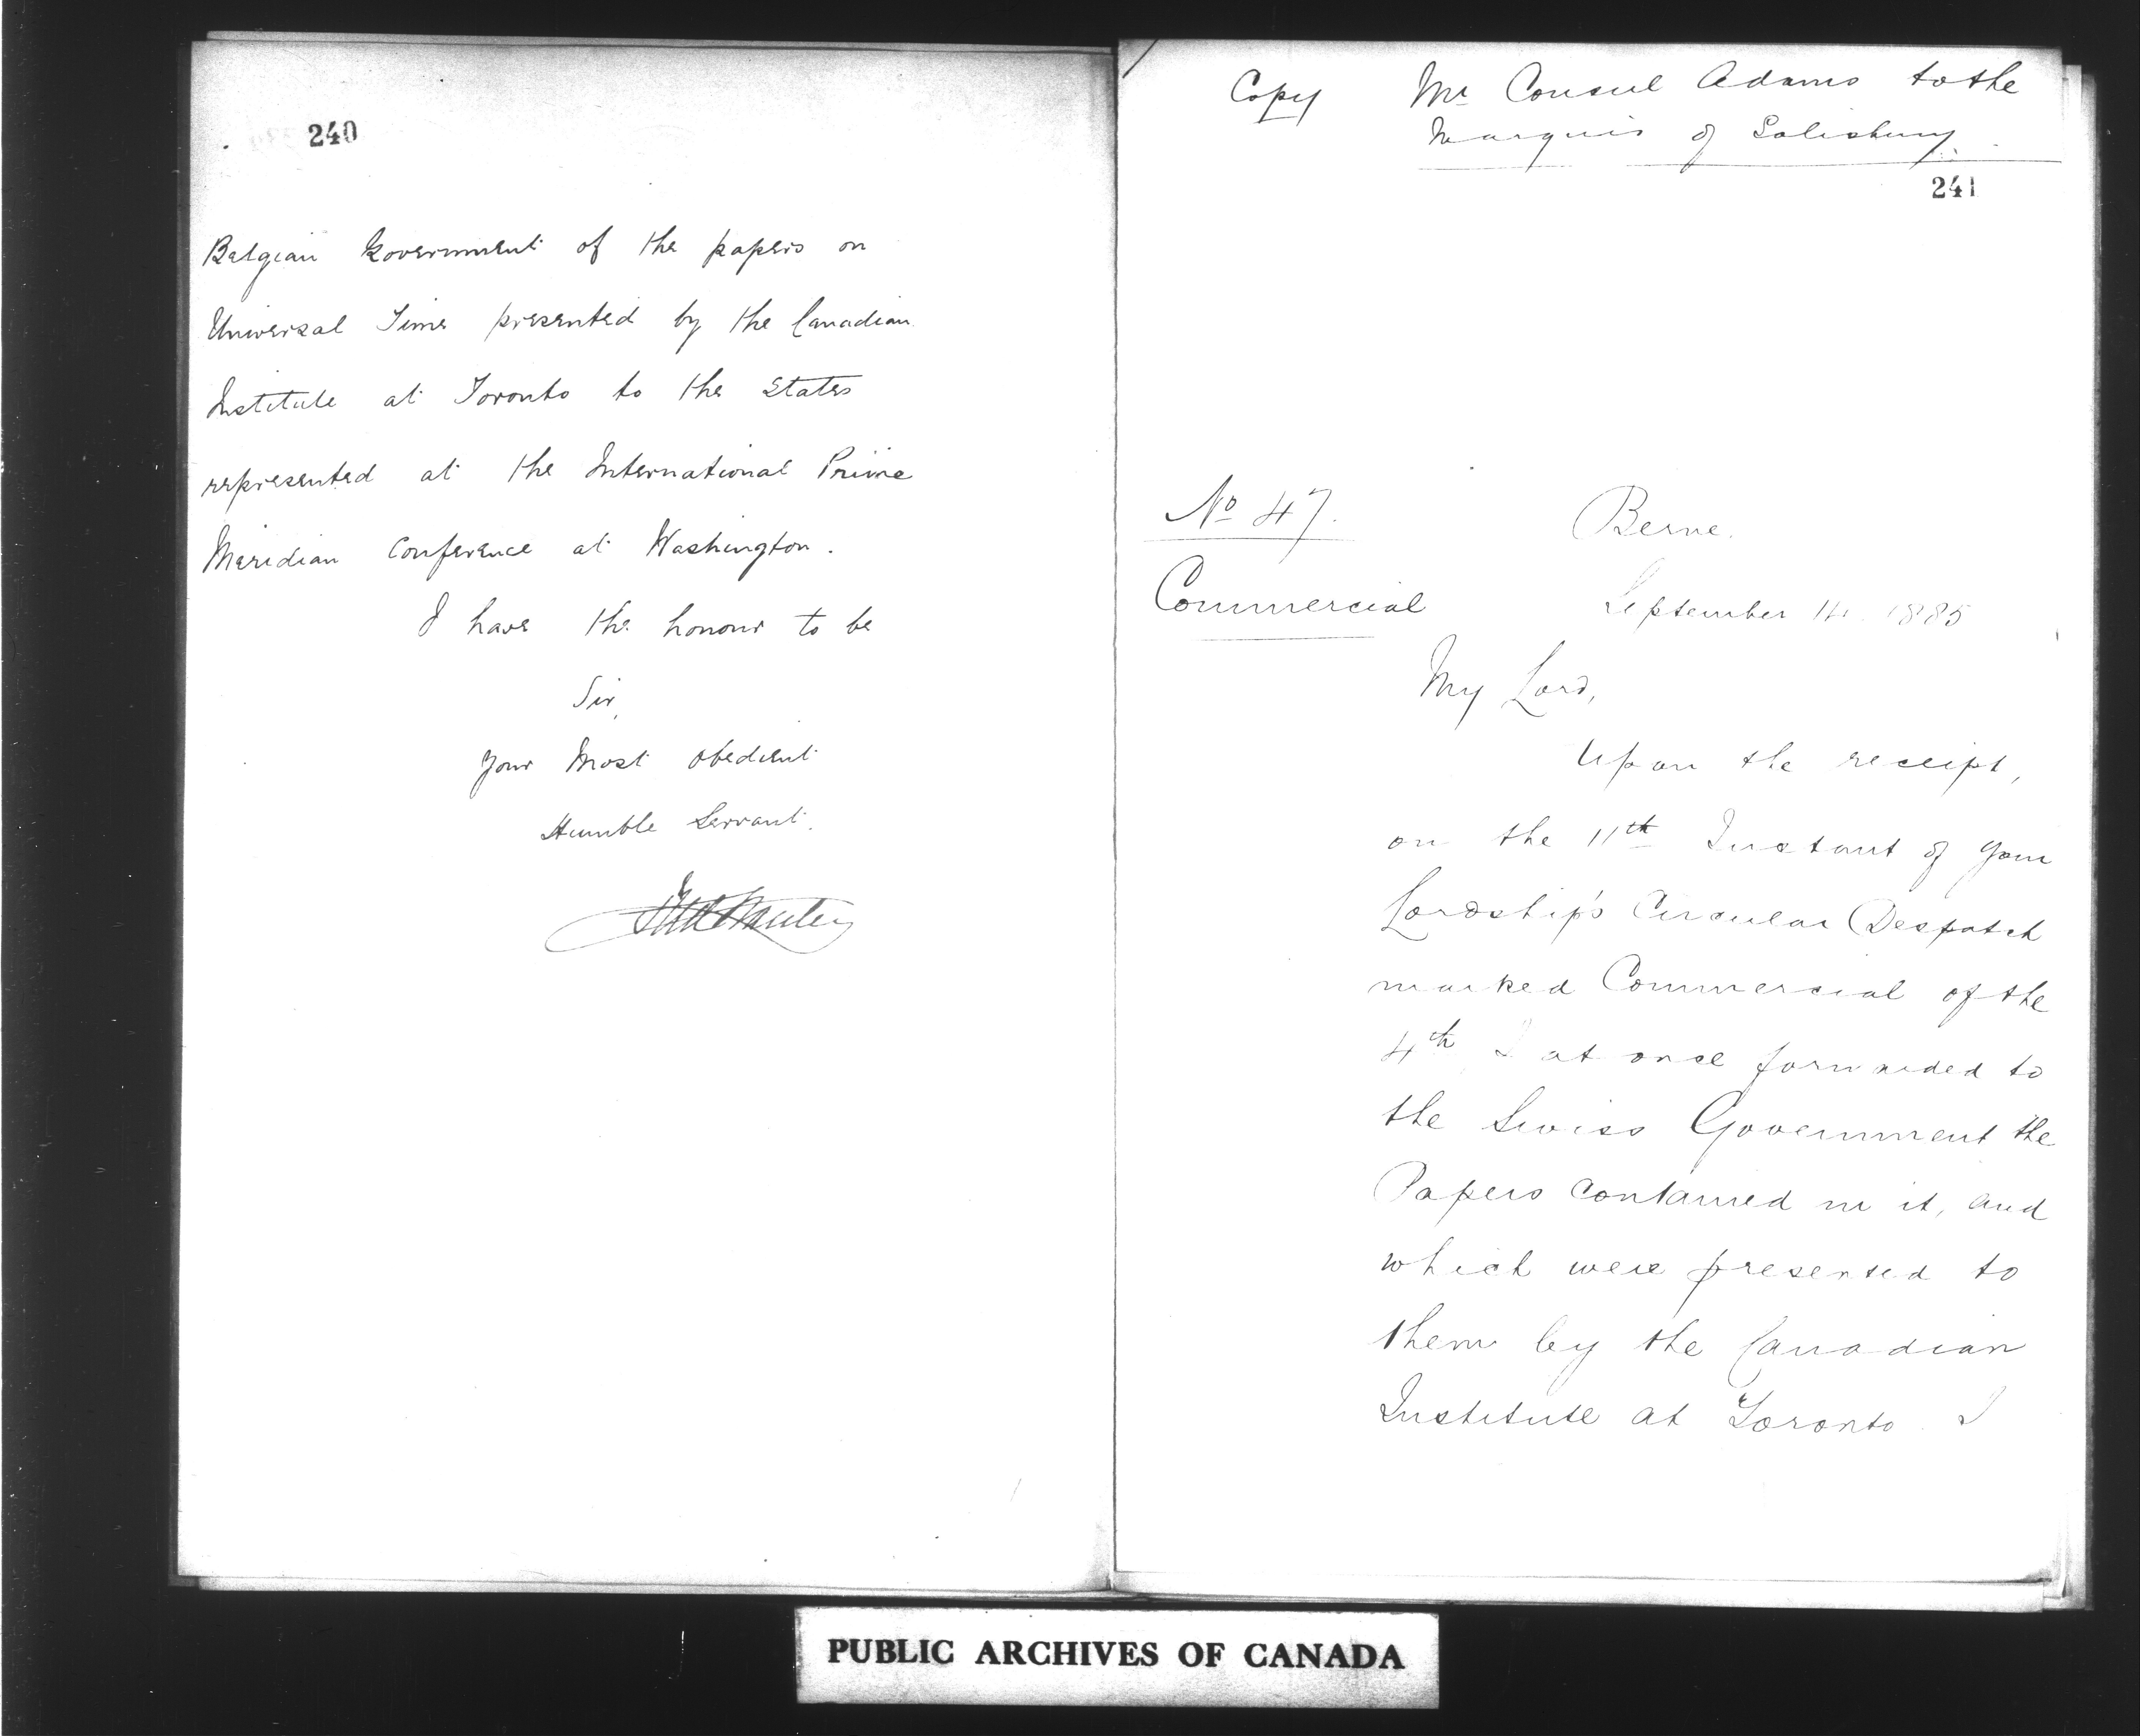 240
Belgian Government of the papers on
Universal Time presented by the Canadian
Institute at Toronto to the States
represented at the International Prime
Meridian Conference at Washington.
I have the honour to be
Sir,
Your Most Obedient
Humble Servant.
Copy Mr Consul Adams to the
Marquis of Salisbury
241
No 47.
Commercial
Berne.
September 14 1885
My Lord,
Upon the receipt,
on the 11th Instant of Your
Lordship's Circular Despatch
marked Commercial of the
4th I at once forwarded to
the Swiss Government the
Papers contained in it, and
which were presented to
them by the Canadian
Institute at Toronto. I
PUBLIC ARCHIVES OF CANADA